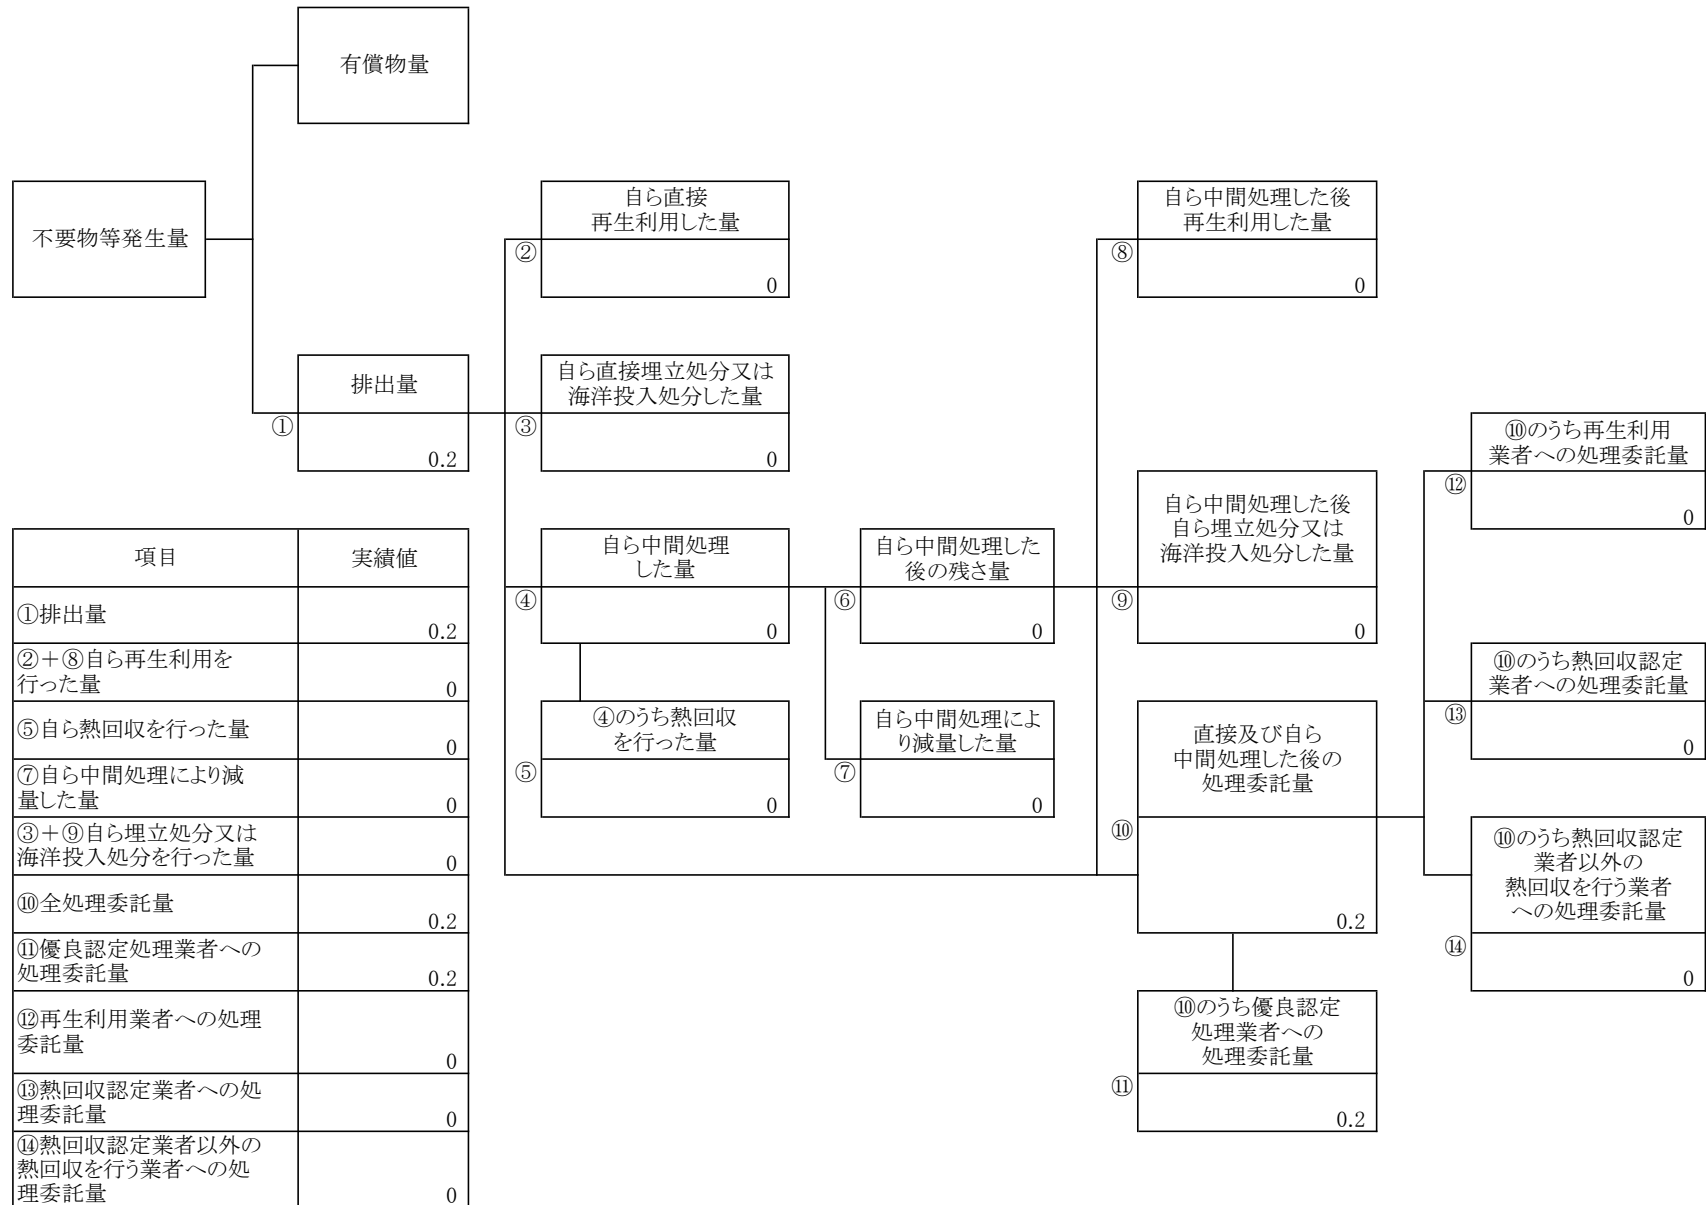 有償物量
不要物等発生量
自ら直接
再生利用した量
②
0
自ら中間処理した後
再生利用した量
⑧
0
排出量
①
0.2
自ら直接埋立処分又は
海洋投入処分した量
③
0
⑩のうち再生利用
業者への処理委託量
⑫
0
自ら中間処理
した量
④
0
自ら中間処理した
後の残さ量
⑥
0
自ら中間処理した後
自ら埋立処分又は
海洋投入処分した量
⑨
0
⑩のうち熱回収認定
業者への処理委託量
⑬
0
④のうち熱回収
を行った量
⑤
0
自ら中間処理によ
り減量した量
⑦
0
直接及び自ら
中間処理した後の
処理委託量
⑩
0.2
⑩のうち熱回収認定
業者以外の
熱回収を行う業者
への処理委託量
⑭
0
⑩のうち優良認定
処理業者への
処理委託量
⑪
0.2
項目 実績値
①排出量
0.2
②＋⑧自ら再生利用を
行った量 0
⑤自ら熱回収を行った量
0
⑦自ら中間処理により減
量した量 0
③＋⑨自ら埋立処分又は
海洋投入処分を行った量 0
⑩全処理委託量
0.2
⑪優良認定処理業者への
処理委託量 0.2
⑫再生利用業者への処理
委託量 0
⑬熱回収認定業者への処
理委託量 0
⑭熱回収認定業者以外の
熱回収を行う業者への処
理委託量 0